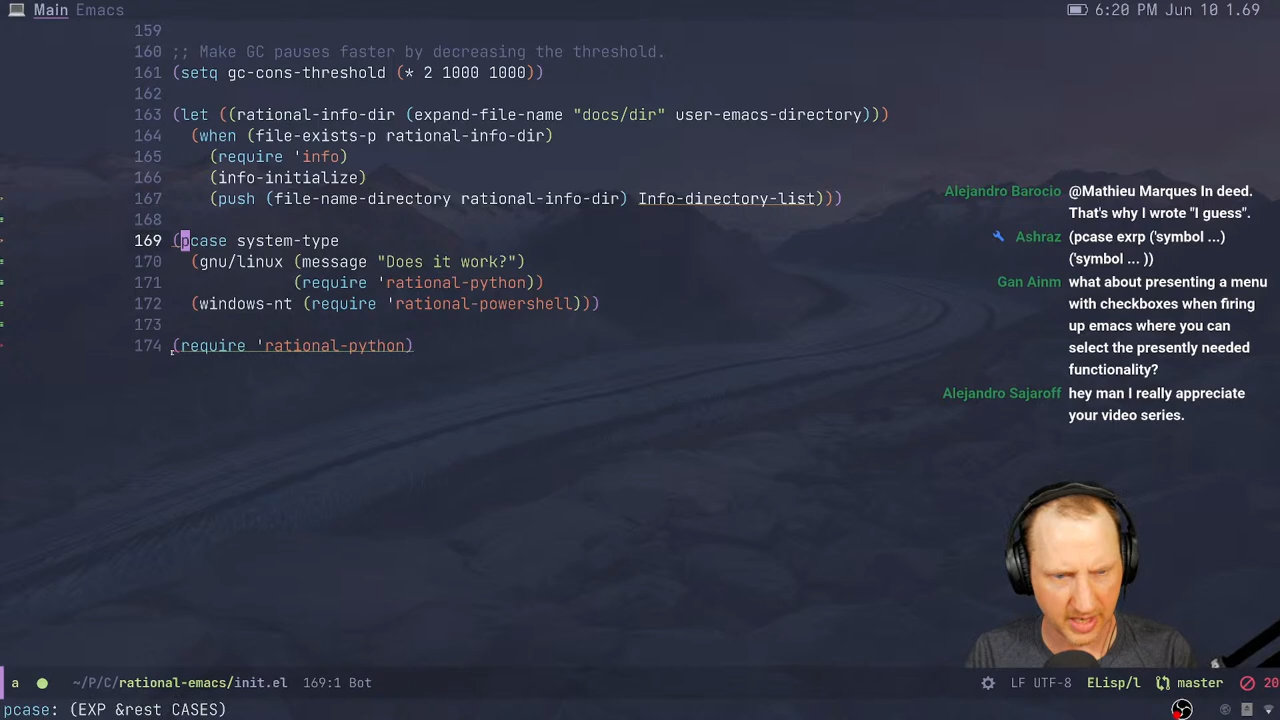 Main Emacs
6:20 PM Jun 10 1.69
159
160 ;; Make GC pauses faster by decreasing the threshold.
161 (setq gc-cons-threshold (* 2 1000 1000))
162
163 (let ((rational-info-dir (expand-file-name "docs/dir" user-emacs-directory)))
164 (when (file-exists-p rational-info-dir)
165 (require 'info)
166 (info-initialize)
167 (push (file-name-directory rational-info-dir) Info-directory-list)))
168
169 (pcase system-type
170 (gnu/linux (message "Does it work?")
171 (require 'rational-python))
172 (windows-nt (require 'rational-powershell)))
173
174 (require 'rational-python)
Alejandro Barocio @Mathieu Marques In deed.
That's why I wrote "I guess".
Ashraz (pcase exrp ('symbol ...)
('symbol ... ))
Gan Ainm what about presenting a menu
with checkboxes when firing
up emacs where you can
select the presently needed
functionality?
Alejandro Sajaroff hey man I really appreciate
your video series.
a ~/P/C/rational-emacs/init.el 169:1 Bot
LF UTF-8 ELisp/l master 20
pcase: (EXP &rest CASES)